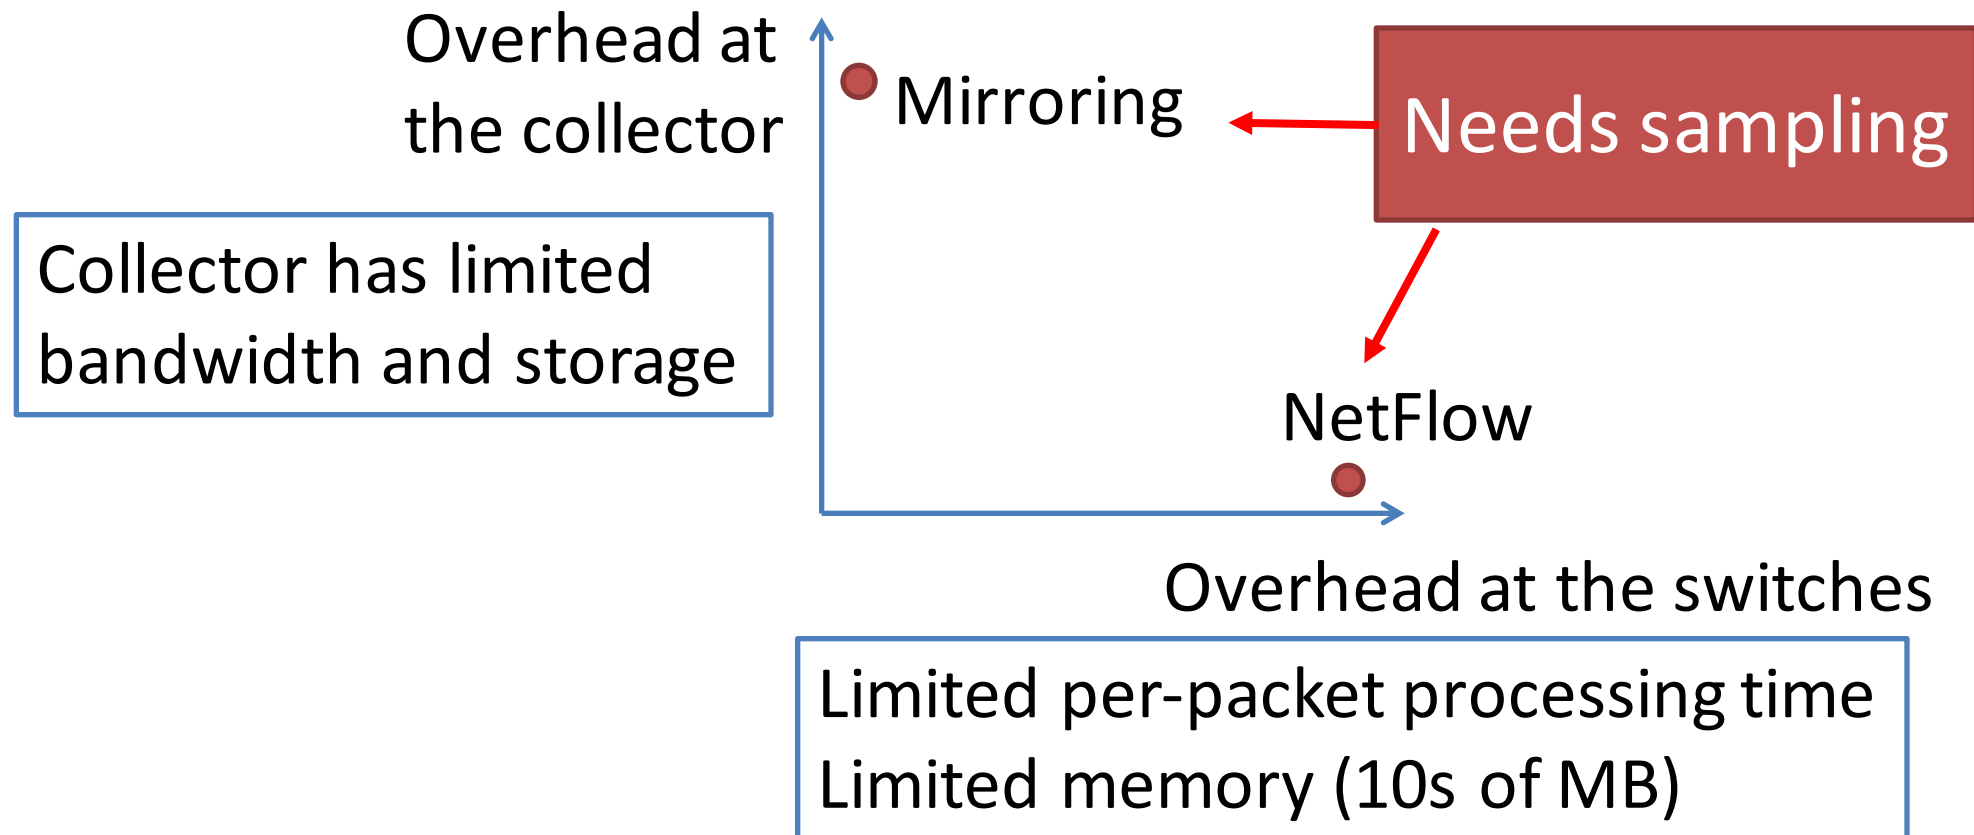 Overhead at
the collector
Mirroring
Needs sampling
Collector has limited
bandwidth and storage
NetFlow
Overhead at the switches
Limited per-packet processing time
Limited memory (10s of MB)